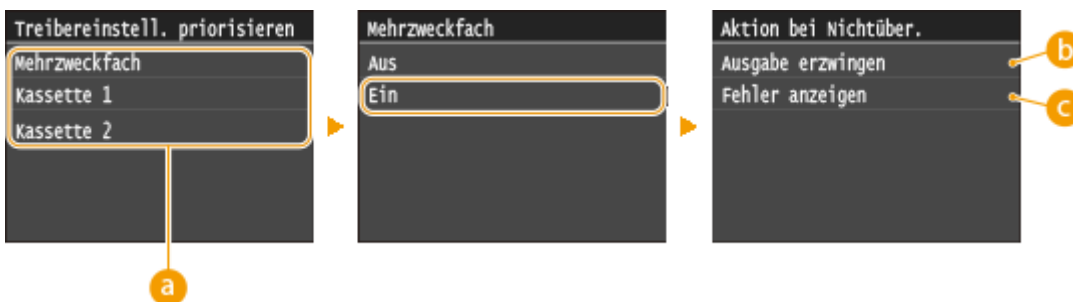 Treibereinstell. priorisieren
Mehrzweckfach
Kassette 1
Kassette 2
a
Mehrzweckfach
Aus
Ein
Aktion bei Nichtüber.
Ausgabe erzwingen
b
Fehler anzeigen
c